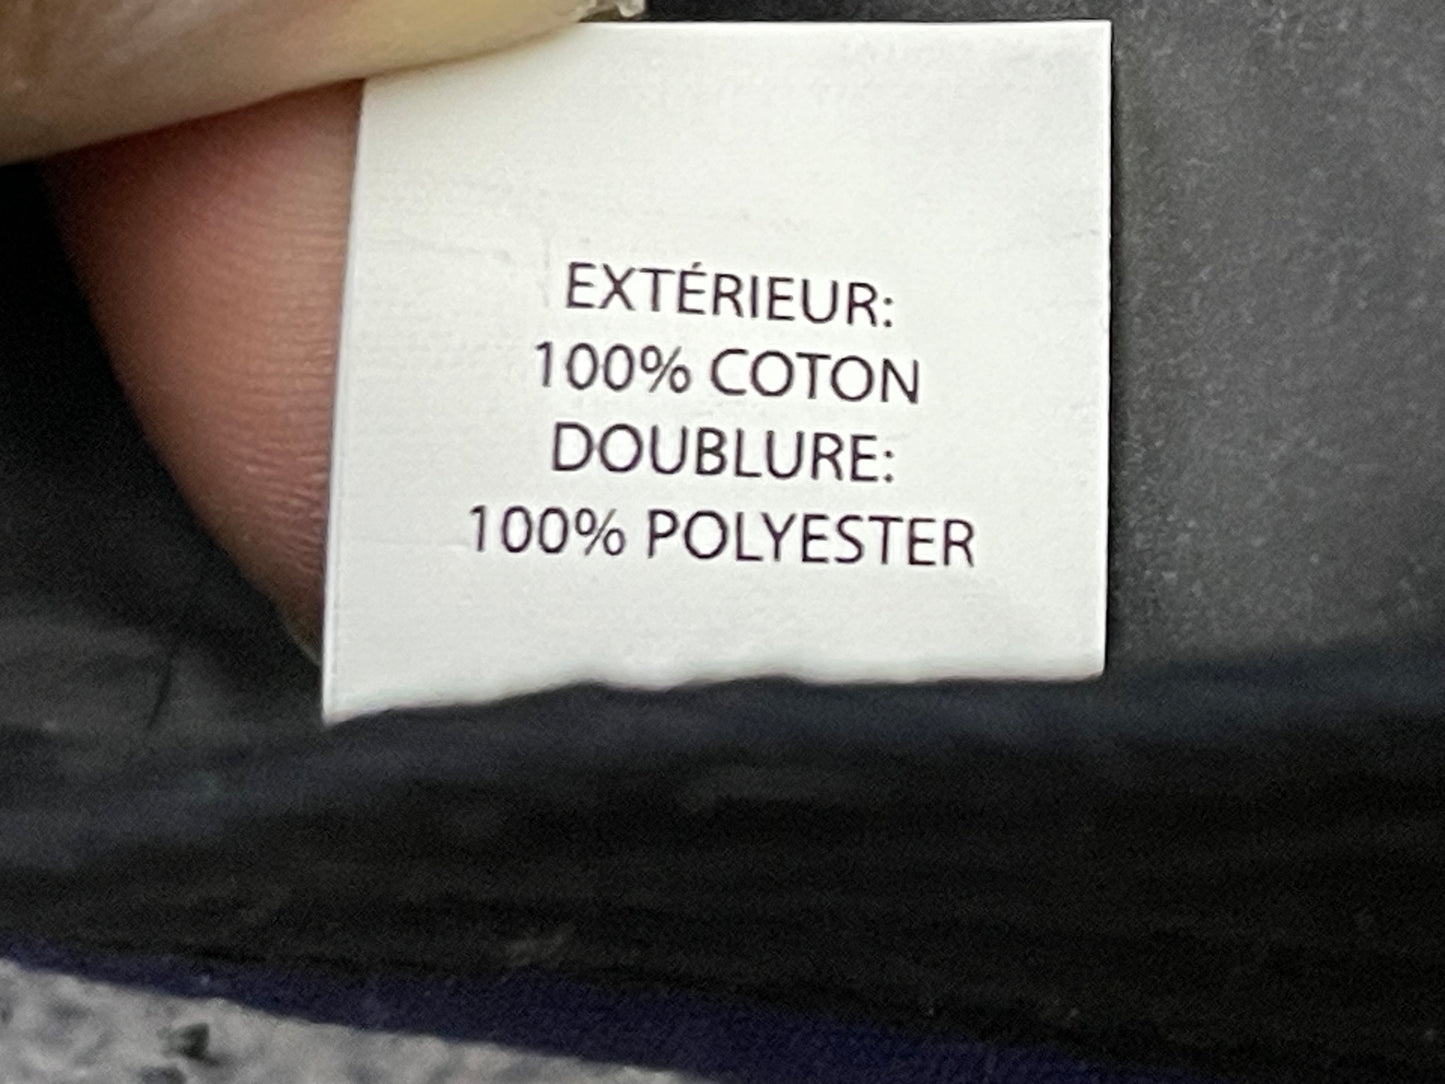 EXTÉRIEUR:
100% COTON
DOUBLURE:
100% POLYESTER